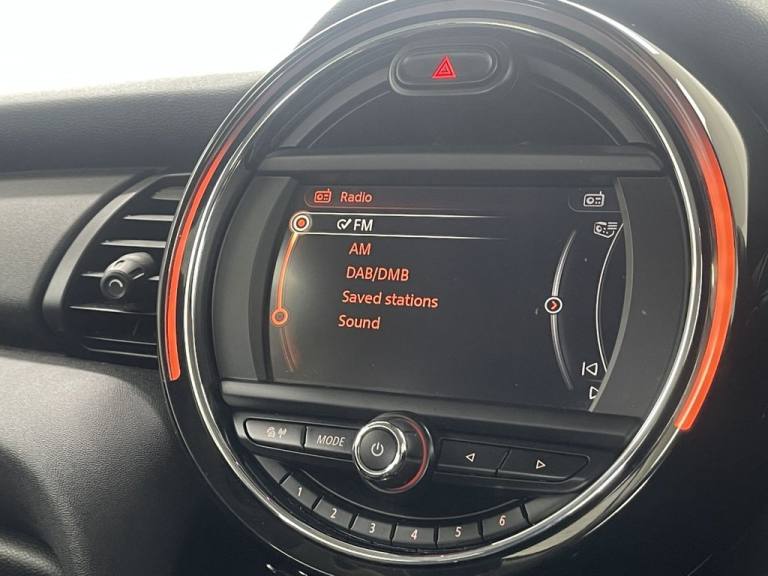 Radio
FM
AM
DAB/DMB
Saved stations
Sound
MODE
1
2
3
4
5
6